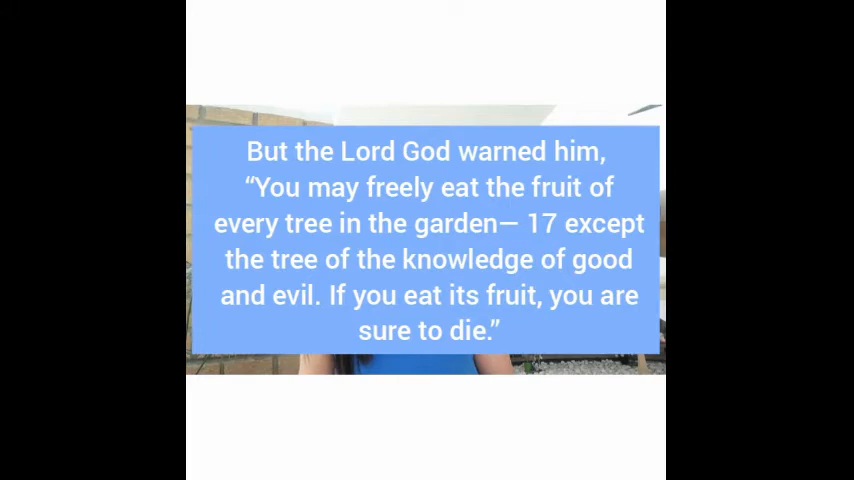 But the Lord God warned him,
“You may freely eat the fruit of
every tree in the garden— 17 except
the tree of the knowledge of good
and evil. If you eat its fruit, you are
sure to die.”